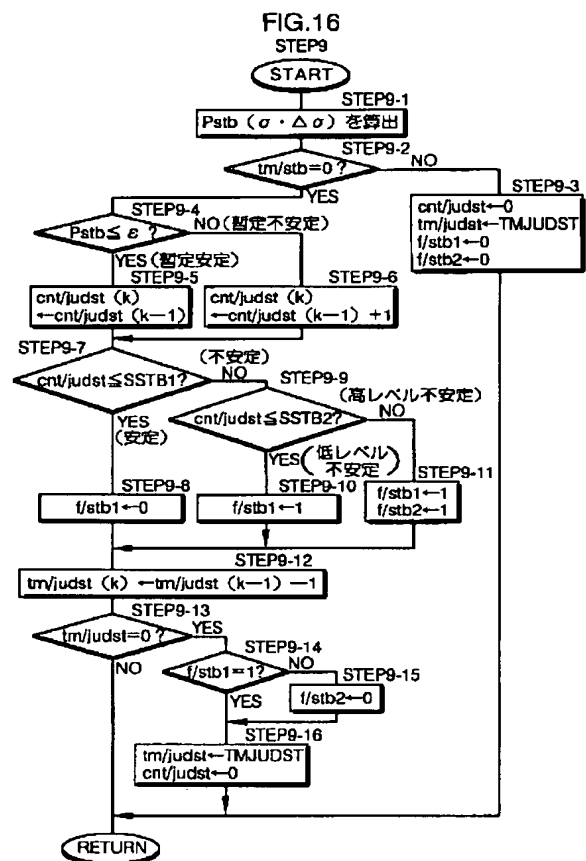 FIG.16
STEP9
START
STEP9-1
Pstb (σ・Δσ) を算出
STEP9-2
tm/stb=0?
NO
YES
STEP9-3
cnt/judst←0
tm/judst←TMJUDST
f/stb1←0
f/stb2←0
STEP9-4
Pstb≦ε?
NO(暫定不安定)
YES(暫定安定)
STEP9-5
cnt/judst (k)
←cnt/judst (k−1)
STEP9-6
cnt/judst (k)
←cnt/judst (k−1) +1
STEP9-7
cnt/judst≦SSTB1?
(不安定)
NO
YES
(安定)
STEP9-9
cnt/judst≦SSTB2?
(高レベル不安定)
NO
YES(低レベル
不安定)
STEP9-8
f/stb1←0
STEP9-10
f/stb1←1
STEP9-11
f/stb1←1
f/stb2←1
STEP9-12
tm/judst (k) ←tm/judst (k−1) −1
STEP9-13
tm/judst=0?
YES
NO
STEP9-14
f/stb1=1?
NO
YES
STEP9-15
f/stb2←0
STEP9-16
tm/judst←TMJUDST
cnt/judst←0
RETURN